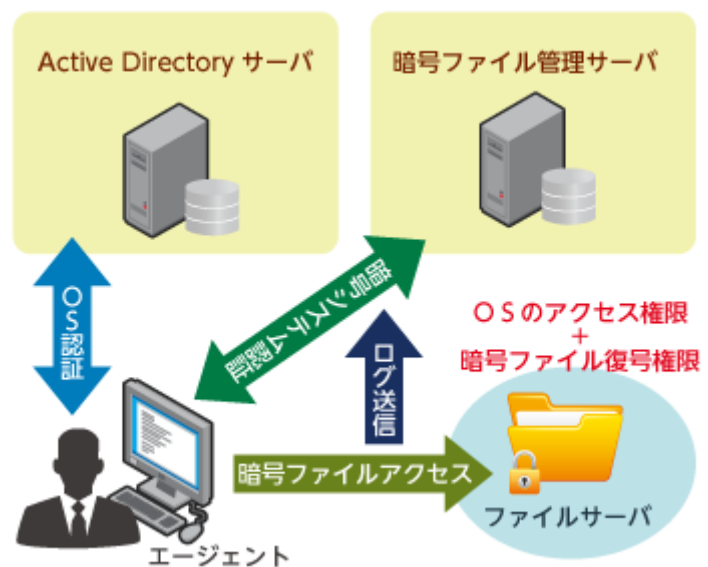 Active Directory サーバ
暗号ファイル管理サーバ
OS認証
暗号システム認証
ログ送信
OSのアクセス権限
+
暗号ファイル復号権限
暗号ファイルアクセス
ファイルサーバ
エージェント